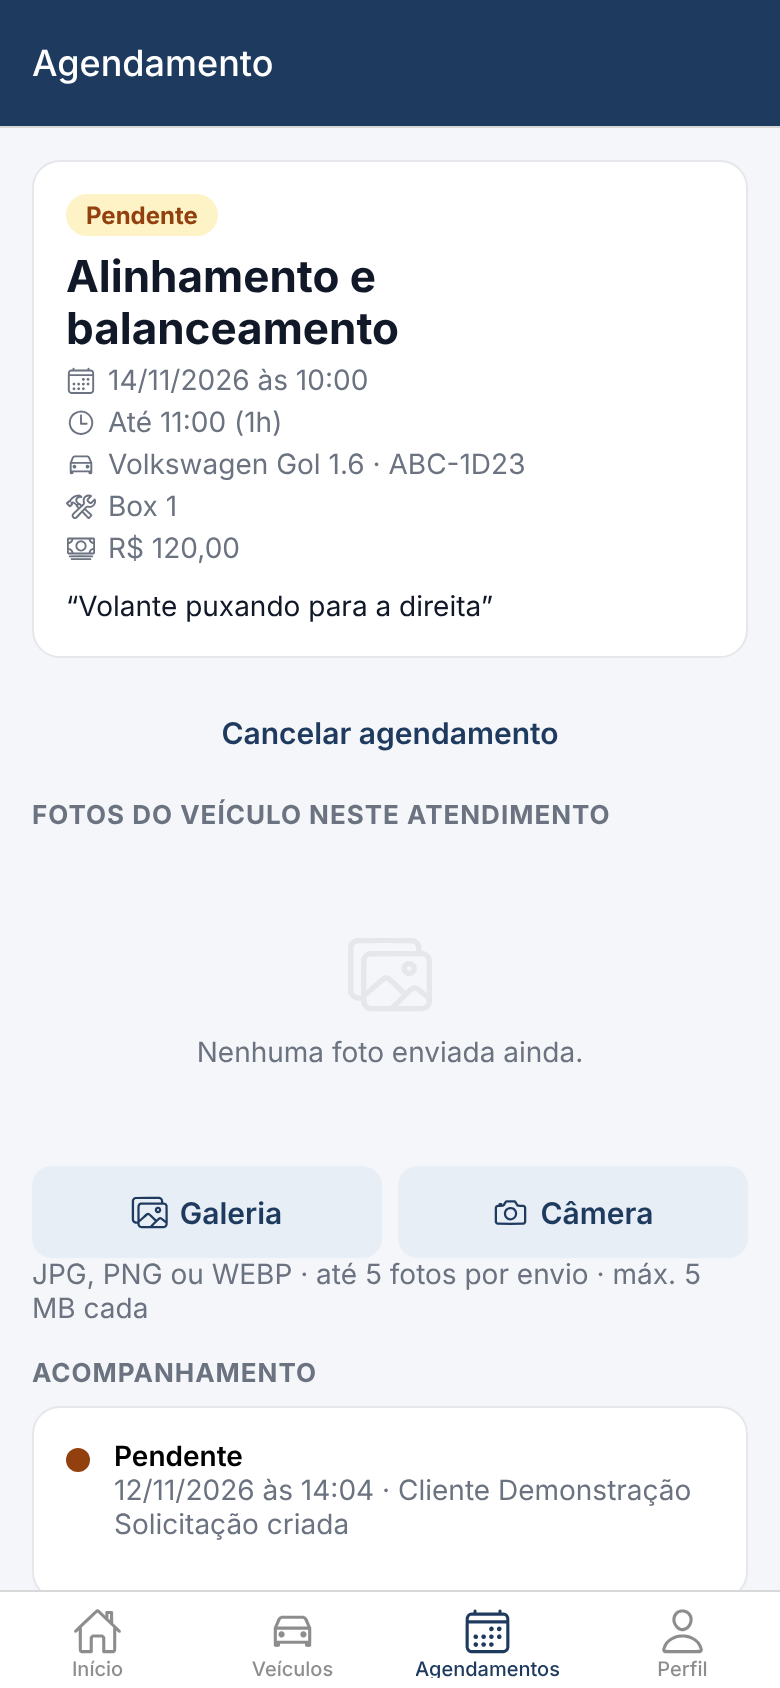 Agendamento
Pendente
Alinhamento e
balanceamento
14/11/2026 às 10:00
Até 11:00 (1h)
Volkswagen Gol 1.6 · ABC-1D23
Box 1
R$ 120,00
“Volante puxando para a direita”
Cancelar agendamento
FOTOS DO VEÍCULO NESTE ATENDIMENTO
Nenhuma foto enviada ainda.
Galeria
Câmera
JPG, PNG ou WEBP · até 5 fotos por envio · máx. 5
MB cada
ACOMPANHAMENTO
Pendente
12/11/2026 às 14:04 · Cliente Demonstração
Solicitação criada
Início
Veículos
Agendamentos
Perfil